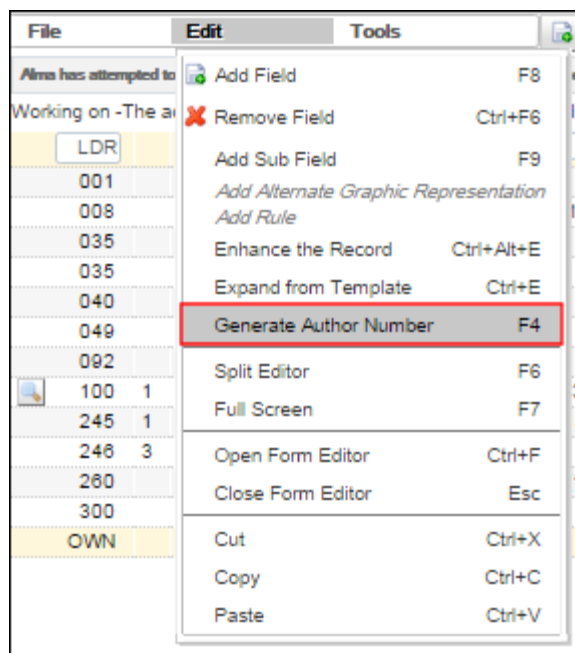 File Edit Tools
Alma has attempted to
Working on -The a
Add Field F8
Remove Field Ctrl+F6
LDR
Add Sub Field F9
001
Add Alternate Graphic Representation
008
Add Rule
035
Enhance the Record Ctrl+Alt+E
035
Expand from Template Ctrl+E
040
049
Generate Author Number F4
092
Split Editor F6
100 1
Full Screen F7
245 1
246 3
Open Form Editor Ctrl+F
260
Close Form Editor Esc
300
OWN
Cut Ctrl+X
Copy Ctrl+C
Paste Ctrl+V